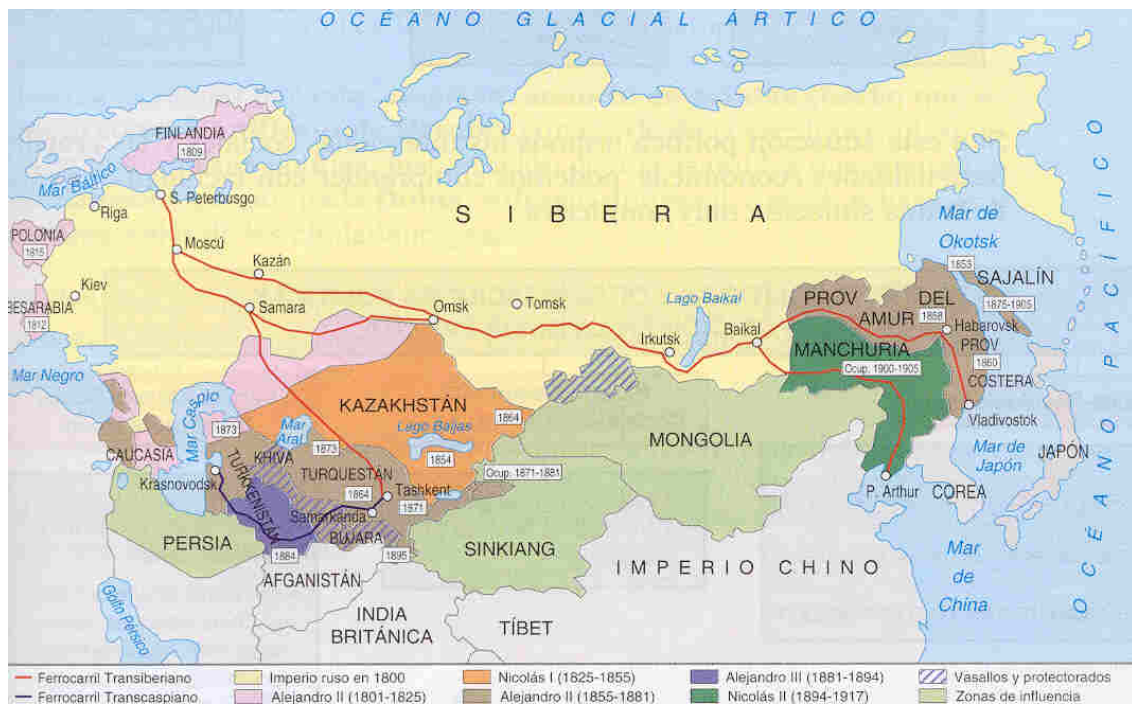 OCÉANO GLACIAL ÁRTICO
FINLANDIA
1809
Mar Báltico
S. Peterbusgo
Riga
SIBERIA
Mar de
Okotsk
OCÉANO PACÍFICO
POLONIA
1815
Moscú
Kazán
Kiev
BESARABIA
1812
Samara
Omsk
Tomsk
Lago Baikal
Irkutsk
Baikal
PROV
DEL
AMUR
1858
1853
SAJALÍN
1875-1905
Habarovsk
PROV
1860
COSTERA
MANCHURIA
Ocup. 1900-1905
Vladivostok
Mar Negro
Mar Caspio
KAZAKHSTÁN
1864
Mar
Aral
Lago Baljas
1854
1873
KHIVA
1873
CAUCASIA
TURQUESTÁN
Ocup. 1871-1881
MONGOLIA
Mar de
Japón
JAPÓN
Krasnovodsk
TURKKENISTÁN
1864
Tashkent
1871
Samarkanda
BUJARA
P. Arthur
COREA
PERSIA
1884
1895
SINKIANG
AFGANISTÁN
IMPERIO CHINO
Mar
de
China
Golfo Pérsico
INDIA
BRITÁNICA
TÍBET
Ferrocarril Transiberiano
Imperio ruso en 1800
Nicolás I (1825-1855)
Alejandro III (1881-1894)
Vasallos y protectorados
Ferrocarril Transcaspiano
Alejandro II (1801-1825)
Alejandro II (1855-1881)
Nicolás II (1894-1917)
Zonas de influencia